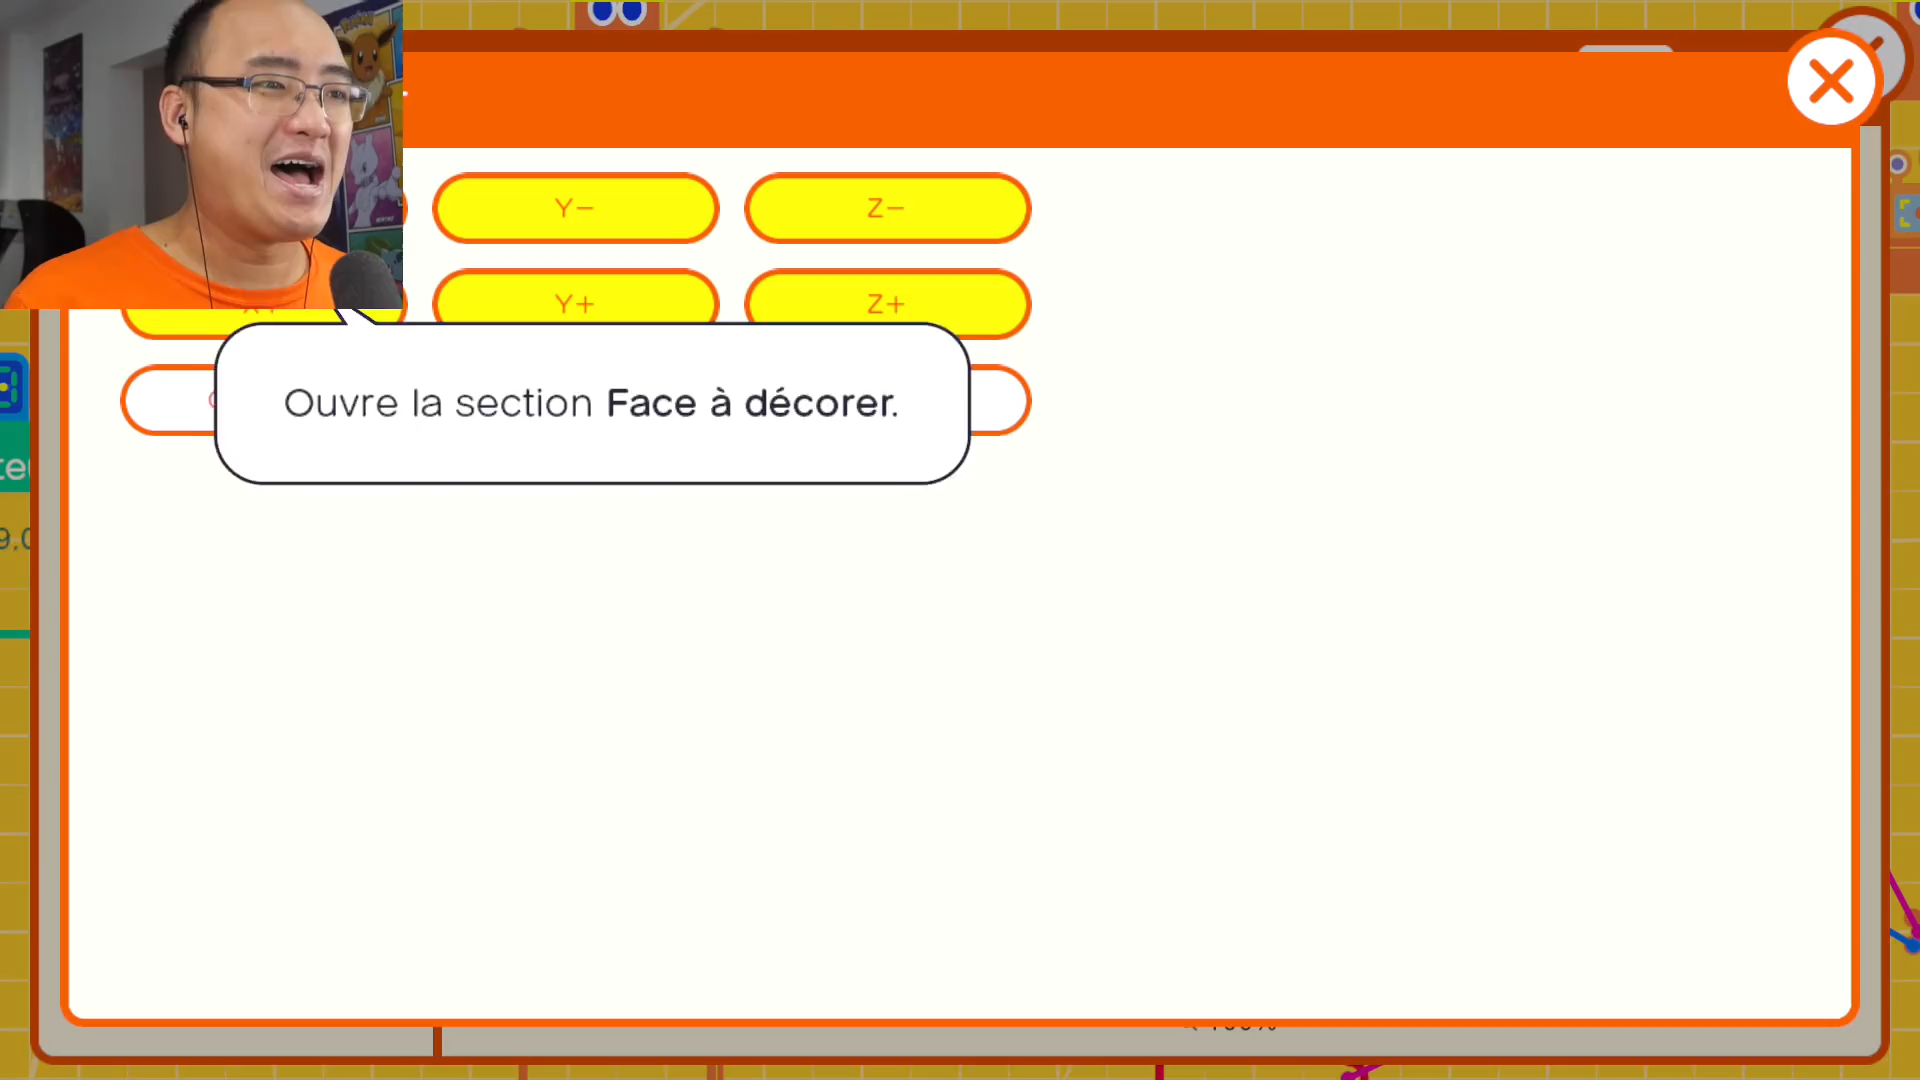 Y−
Z−
Y+
Z+
Ouvre la section Face à décorer.